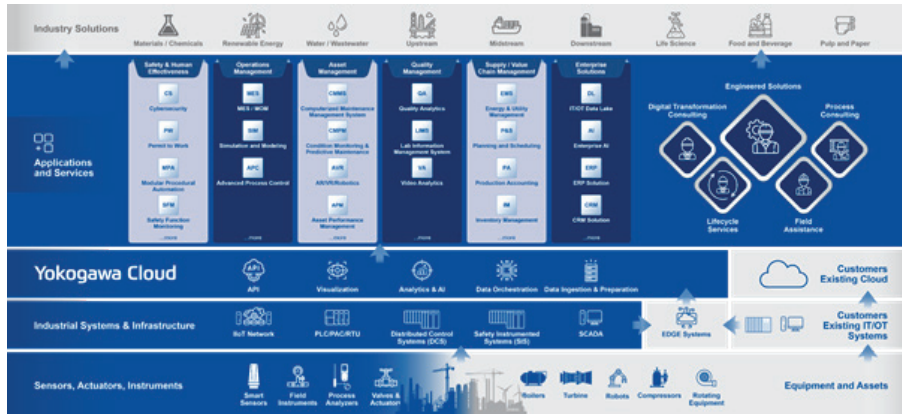 Industry Solutions
Materials / Chemicals
Renewable Energy
Water / Wastewater
Upstream
Midstream
Downstream
Life Science
Food and Beverage
Pulp and Paper
Applications
and Services
Safety & Human
Effectiveness
CS
Cybersecurity
PW
Permit to Work
MPA
Modular Procedural
Automation
SFM
Safety Function
Monitoring
...more
Operations
Management
MES
MES / MOM
SIM
Simulation and Modeling
APC
Advanced Process Control
...more
Asset
Management
CMMS
Computerized Maintenance
Management System
CMPM
Condition Monitoring &
Predictive Maintenance
AVR
AR/VR/Robotics
APM
Asset Performance
Management
...more
Quality
Management
QA
Quality Analytics
LIMS
Lab Information
Management System
VA
Video Analytics
...more
Supply / Value
Chain Management
EMS
Energy & Utility
Management
P&S
Planning and Scheduling
PA
Production Accounting
IM
Inventory Management
...more
Enterprise
Solutions
DL
IT/OT Data Lake
AI
Enterprise AI
ERP
ERP Solution
CRM
CRM Solution
...more
Engineered Solutions
Digital Transformation
Consulting
Process
Consulting
Lifecycle
Services
Field
Assistance
Yokogawa Cloud
API
API
Visualization
Analytics & AI
Data Orchestration
Data Ingestion & Preparation
Customers
Existing Cloud
Industrial Systems & Infrastructure
IIoT Network
PLC/PAC/RTU
Distributed Control
Systems (DCS)
Safety Instrumented
Systems (SIS)
SCADA
EDGE Systems
Customers
Existing IT/OT
Systems
Sensors, Actuators, Instruments
Smart
Sensors
Field
Instruments
Process
Analyzers
Valves &
Actuators
Boilers
Turbine
Robots
Compressors
Rotating
Equipment
Equipment and Assets